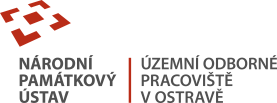 NÁRODNÍ
PAMÁTKOVÝ
ÚSTAV
ÚZEMNÍ ODBORNÉ
PRACOVIŠTĚ
V OSTRAVĚ